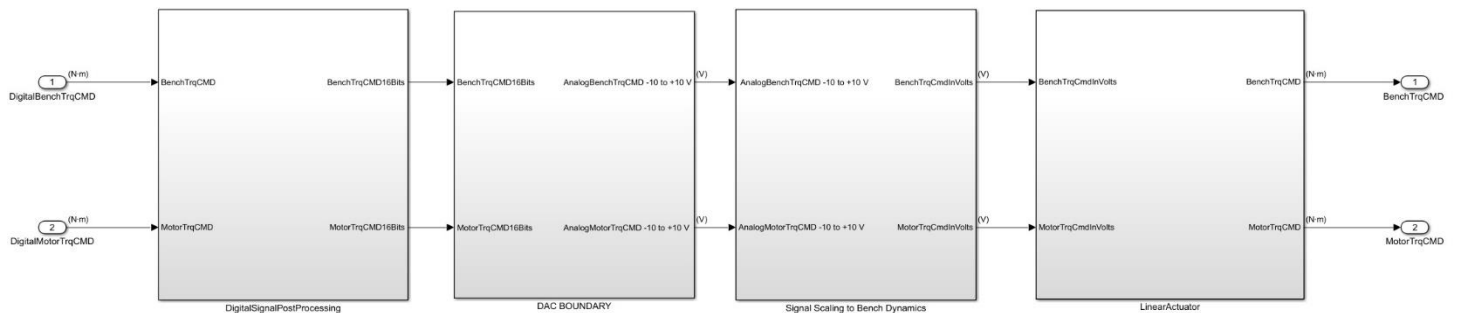 (N·m)
1
DigitalBenchTrqCMD
BenchTrqCMD
BenchTrqCMD16Bits
BenchTrqCMD16Bits
AnalogBenchTrqCMD -10 to +10 V
(V)
AnalogBenchTrqCMD -10 to +10 V
BenchTrqCmdInVolts
(V)
BenchTrqCmdInVolts
BenchTrqCMD
(N·m)
1
BenchTrqCMD
(N·m)
2
DigitalMotorTrqCMD
MotorTrqCMD
MotorTrqCMD16Bits
MotorTrqCMD16Bits
AnalogMotorTrqCMD -10 to +10 V
(V)
AnalogMotorTrqCMD -10 to +10 V
MotorTrqCmdInVolts
(V)
MotorTrqCmdInVolts
MotorTrqCMD
(N·m)
2
MotorTrqCMD
DigitalSignalPostProcessing
DAC BOUNDARY
Signal Scaling to Bench Dynamics
LinearActuator